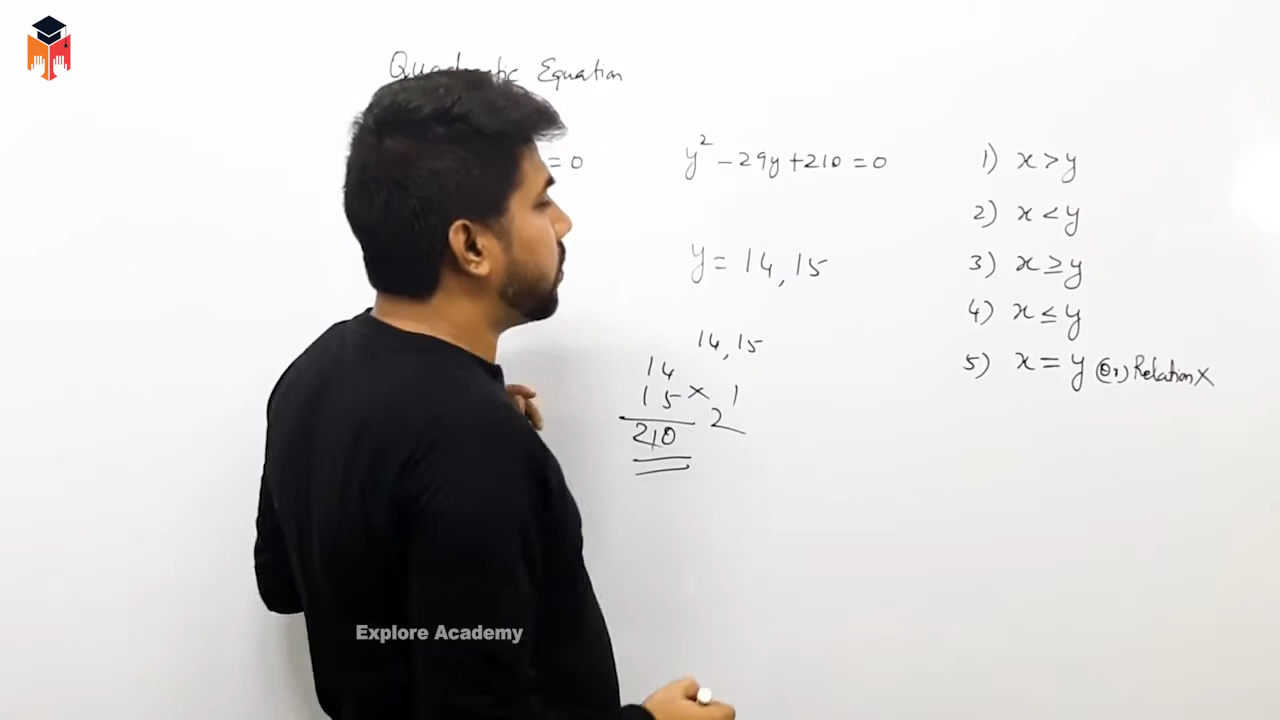 Equation
= 0
y² - 29y + 210 = 0
y = 14, 15
14, 15
14
15 × 1
210 2
1) x > y
2) x < y
3) x ≥ y
4) x ≤ y
5) x = y (or) Relation X
Explore Academy